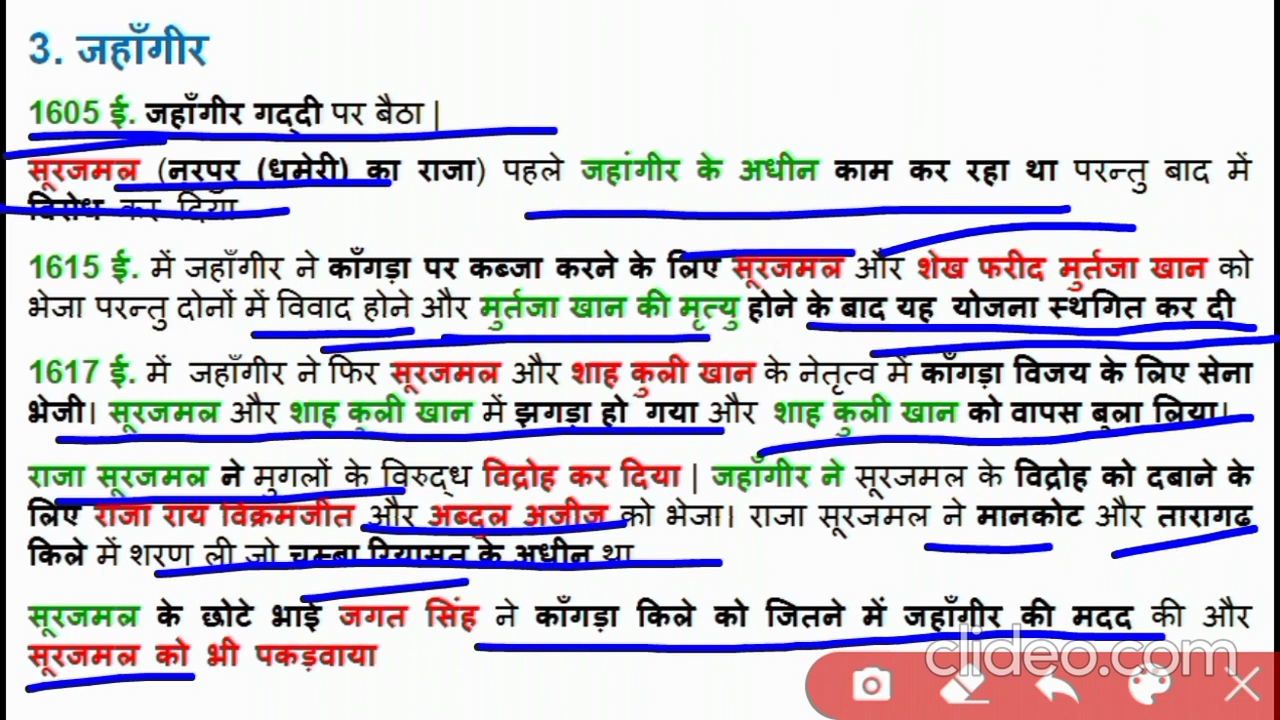 3. जहाँगीर
1605 ई. जहाँगीर गद्दी पर बैठा |
सूरजमल (नरपुर (धमेरी) का राजा) पहले जहांगीर के अधीन काम कर रहा था परन्तु बाद में
विरोध कर दिया
1615 ई. में जहाँगीर ने काँगड़ा पर कब्जा करने के लिए सूरजमल और शेख फरीद मुर्तजा खान को
भेजा परन्तु दोनों में विवाद होने और मुर्तजा खान की मृत्यु होने के बाद यह योजना स्थगित कर दी
1617 ई. में जहाँगीर ने फिर सूरजमल और शाह कुली खान के नेतृत्व में काँगड़ा विजय के लिए सेना
भेजी। सूरजमल और शाह कुली खान में झगड़ा हो गया और शाह कुली खान को वापस बुला लिया।
राजा सूरजमल ने मुगलों के विरुद्ध विद्रोह कर दिया | जहाँगीर ने सूरजमल के विद्रोह को दबाने के
लिए राजा राय विक्रमजीत और अब्दुल अजीज को भेजा। राजा सूरजमल ने मानकोट और तारागढ़
किले में शरण ली जो चम्बा रियासत के अधीन था
सूरजमल के छोटे भाई जगत सिंह ने काँगड़ा किले को जितने में जहाँगीर की मदद की और
सूरजमल को भी पकड़वाया
clideo.com